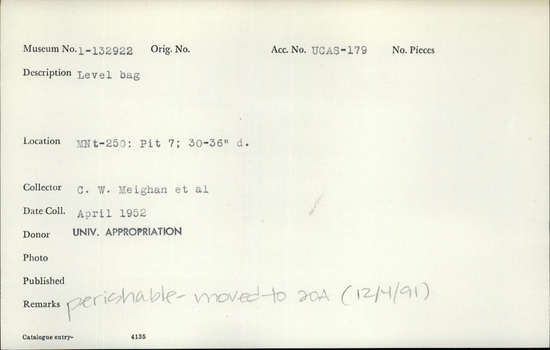 Museum No. 1-132922 Orig. No. Acc. No. UCAS-179 No. Pieces
Description Level bag
Location MNt-250: Pit 7; 30-36" d.
Collector C. W. Meighan et al
Date Coll. April 1952
Donor UNIV. APPROPRIATION
Photo
Published
Remarks perishable- moved to 20A (12/4/91)
Catalogue entry- 4135